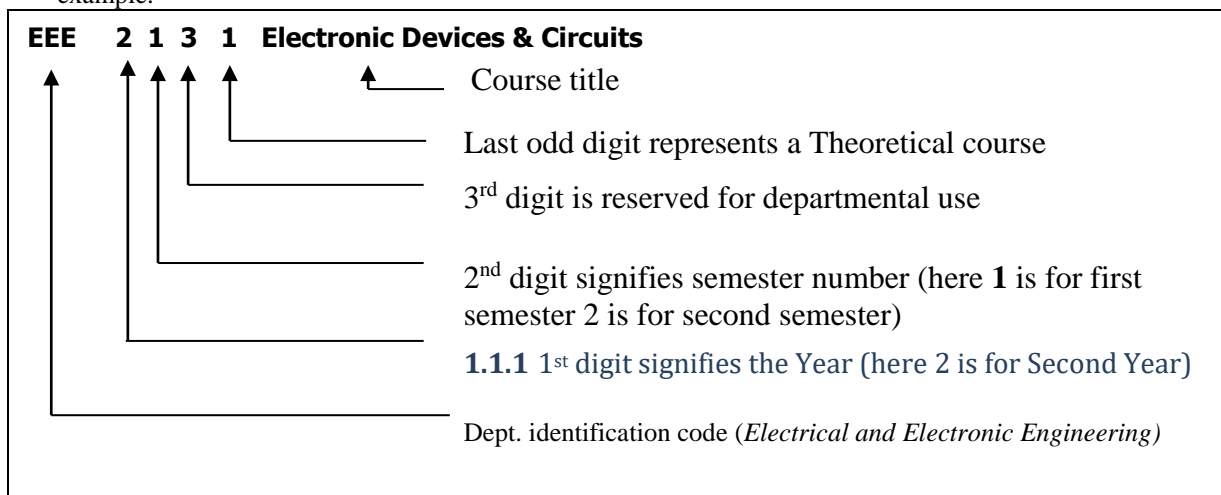 example:
EEE 2 1 3 1 Electronic Devices & Circuits
Course title
Last odd digit represents a Theoretical course
3rd digit is reserved for departmental use
2nd digit signifies semester number (here 1 is for first
semester 2 is for second semester)
1.1.1 1st digit signifies the Year (here 2 is for Second Year)
Dept. identification code (Electrical and Electronic Engineering)